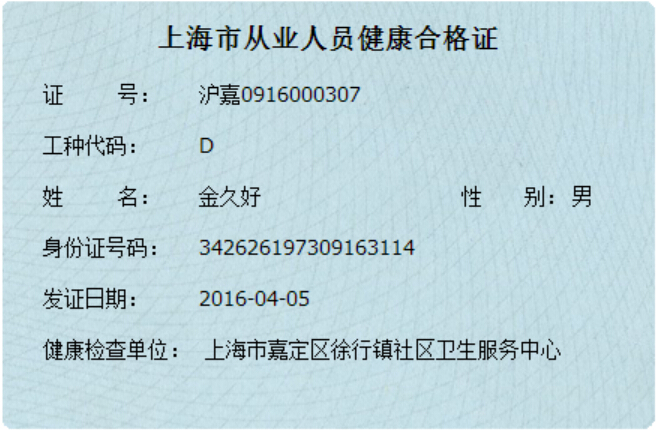 上海市从业人员健康合格证
证 号： 沪嘉0916000307
工种代码： D
姓 名： 金久好 性 别：男
身份证号码： 342626197309163114
发证日期： 2016-04-05
健康检查单位： 上海市嘉定区徐行镇社区卫生服务中心